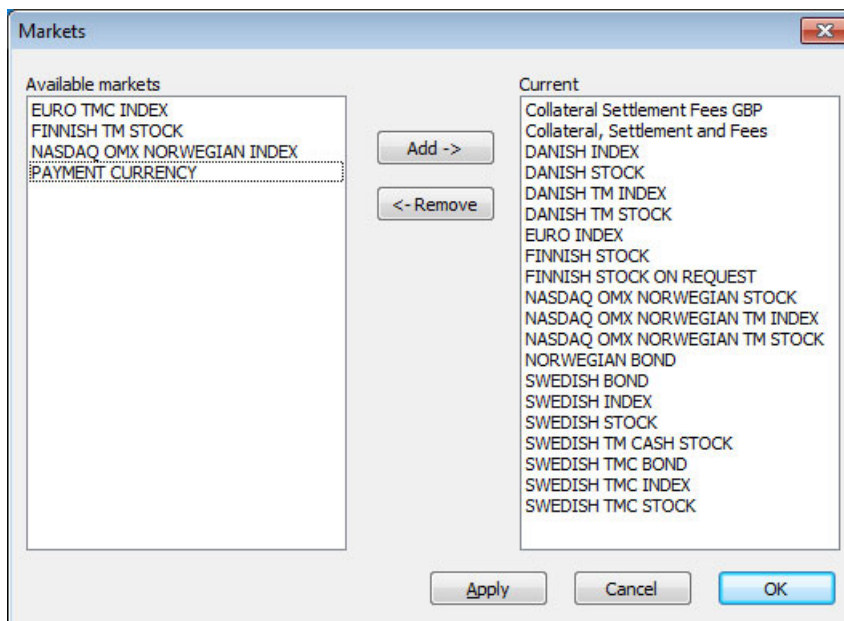 Markets
Available markets
EURO TMC INDEX
FINNISH TM STOCK
NASDAQ OMX NORWEGIAN INDEX
PAYMENT CURRENCY
Add ->
<- Remove
Current
Collateral Settlement Fees GBP
Collateral, Settlement and Fees
DANISH INDEX
DANISH STOCK
DANISH TM INDEX
DANISH TM STOCK
EURO INDEX
FINNISH STOCK
FINNISH STOCK ON REQUEST
NASDAQ OMX NORWEGIAN STOCK
NASDAQ OMX NORWEGIAN TM INDEX
NASDAQ OMX NORWEGIAN TM STOCK
NORWEGIAN BOND
SWEDISH BOND
SWEDISH INDEX
SWEDISH STOCK
SWEDISH TM CASH STOCK
SWEDISH TMC BOND
SWEDISH TMC INDEX
SWEDISH TMC STOCK
Apply
Cancel
OK